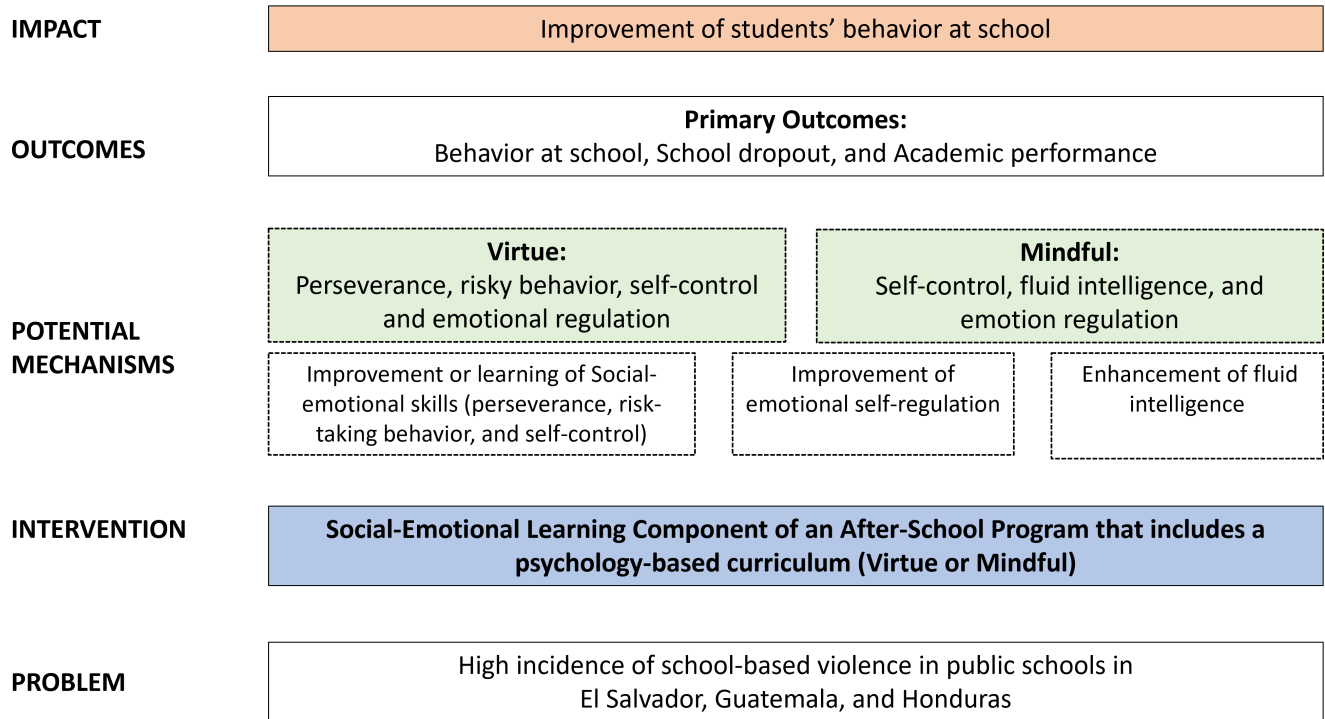 IMPACT
Improvement of students’ behavior at school
OUTCOMES
Primary Outcomes:
Behavior at school, School dropout, and Academic performance
POTENTIAL
MECHANISMS
Virtue:
Perseverance, risky behavior, self-control
and emotional regulation
Mindful:
Self-control, fluid intelligence, and
emotion regulation
Improvement or learning of Social-
emotional skills (perseverance, risk-
taking behavior, and self-control)
Improvement of
emotional self-regulation
Enhancement of fluid
intelligence
INTERVENTION
Social-Emotional Learning Component of an After-School Program that includes a
psychology-based curriculum (Virtue or Mindful)
PROBLEM
High incidence of school-based violence in public schools in
El Salvador, Guatemala, and Honduras